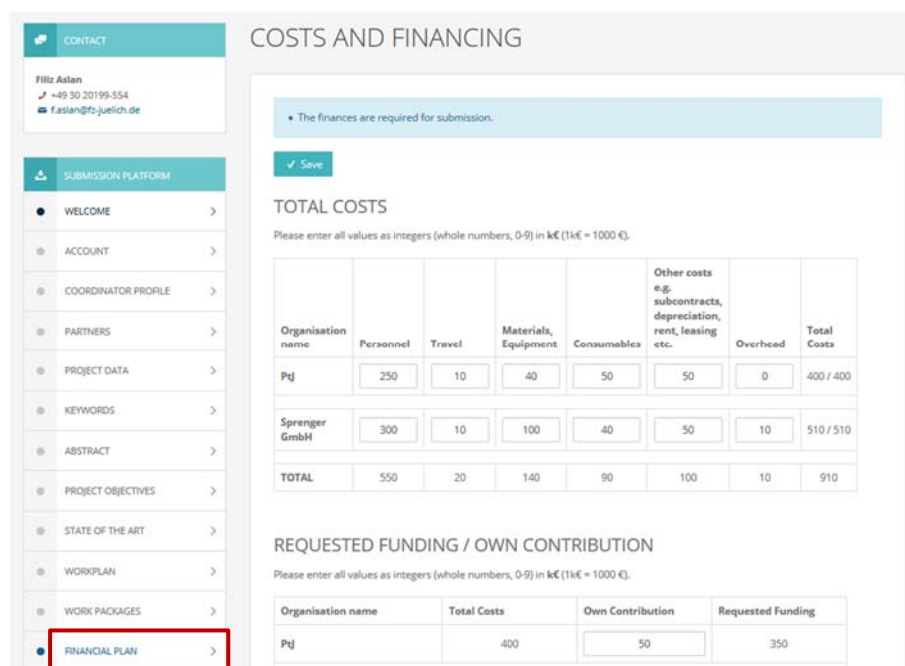 CONTACT
Filiz Aslan
+49 30 20199-554
f.aslan@fz-juelich.de
SUBMISSION PLATFORM
WELCOME
ACCOUNT
COORDINATOR PROFILE
PARTNERS
PROJECT DATA
KEYWORDS
ABSTRACT
PROJECT OBJECTIVES
STATE OF THE ART
WORKPLAN
WORK PACKAGES
FINANCIAL PLAN
COSTS AND FINANCING
• The finances are required for submission.
✓ Save
TOTAL COSTS
Please enter all values as integers (whole numbers, 0-9) in k€ (1k€ = 1000 €).
Organisation name Personnel Travel Materials, Equipment Consumables Other costs e.g. subcontracts, depreciation, rent, leasing etc. Overhead Total Costs
PtJ 250 10 40 50 50 0 400 / 400
Sprenger GmbH 300 10 100 40 50 10 510 / 510
TOTAL 550 20 140 90 100 10 910
REQUESTED FUNDING / OWN CONTRIBUTION
Please enter all values as integers (whole numbers, 0-9) in k€ (1k€ = 1000 €).
Organisation name Total Costs Own Contribution Requested Funding
PtJ 400 50 350